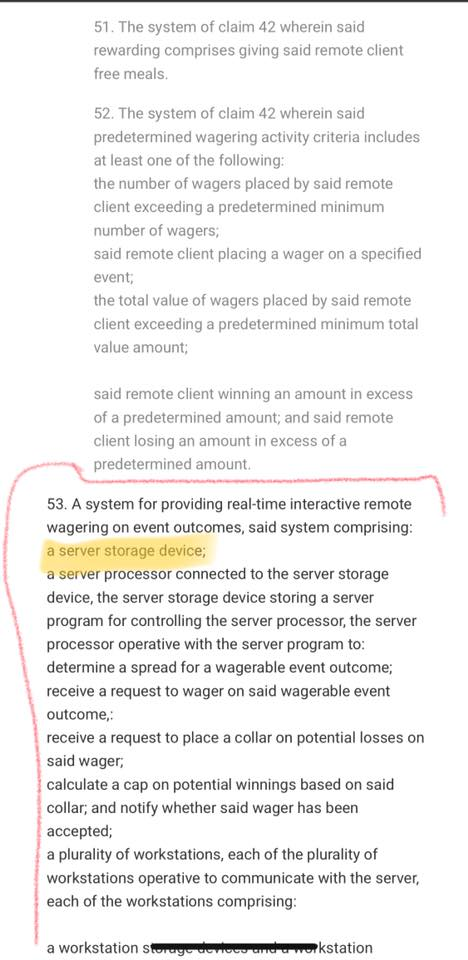 51. The system of claim 42 wherein said
rewarding comprises giving said remote client
free meals.
52. The system of claim 42 wherein said
predetermined wagering activity criteria includes
at least one of the following:
the number of wagers placed by said remote
client exceeding a predetermined minimum
number of wagers;
said remote client placing a wager on a specified
event;
the total value of wagers placed by said remote
client exceeding a predetermined minimum total
value amount;
said remote client winning an amount in excess
of a predetermined amount; and said remote
client losing an amount in excess of a
predetermined amount.
53. A system for providing real-time interactive remote
wagering on event outcomes, said system comprising:
a server storage device;
a server processor connected to the server storage
device, the server storage device storing a server
program for controlling the server processor, the server
processor operative with the server program to:
determine a spread for a wagerable event outcome;
receive a request to wager on said wagerable event
outcome,:
receive a request to place a collar on potential losses on
said wager;
calculate a cap on potential winnings based on said
collar; and notify whether said wager has been
accepted;
a plurality of workstations, each of the plurality of
workstations operative to communicate with the server,
each of the workstations comprising:
a workstation storage devices and a workstation